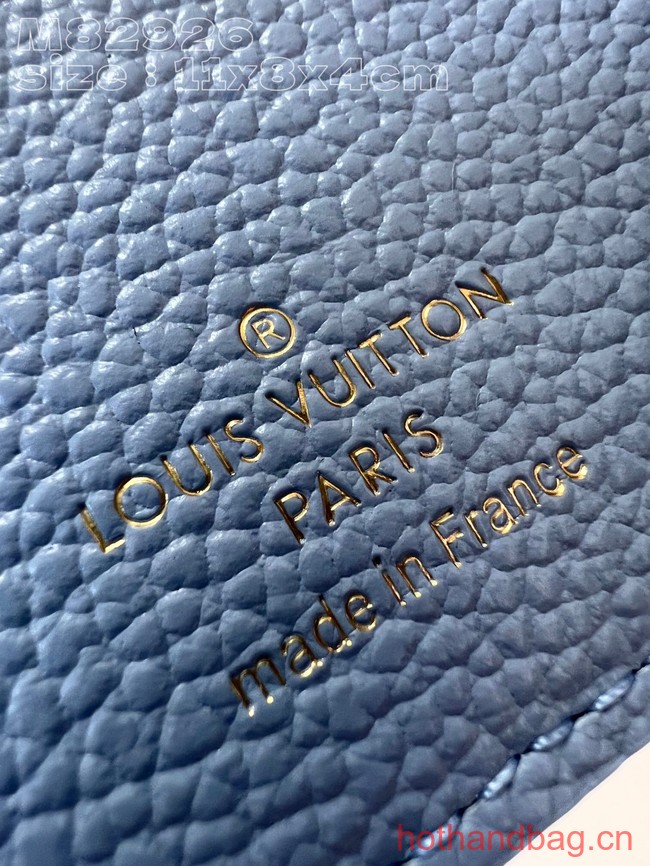 M82926
size : 11x8x4cm
®
LOUIS VUITTON
PARIS
made in France
hothandbag.cn